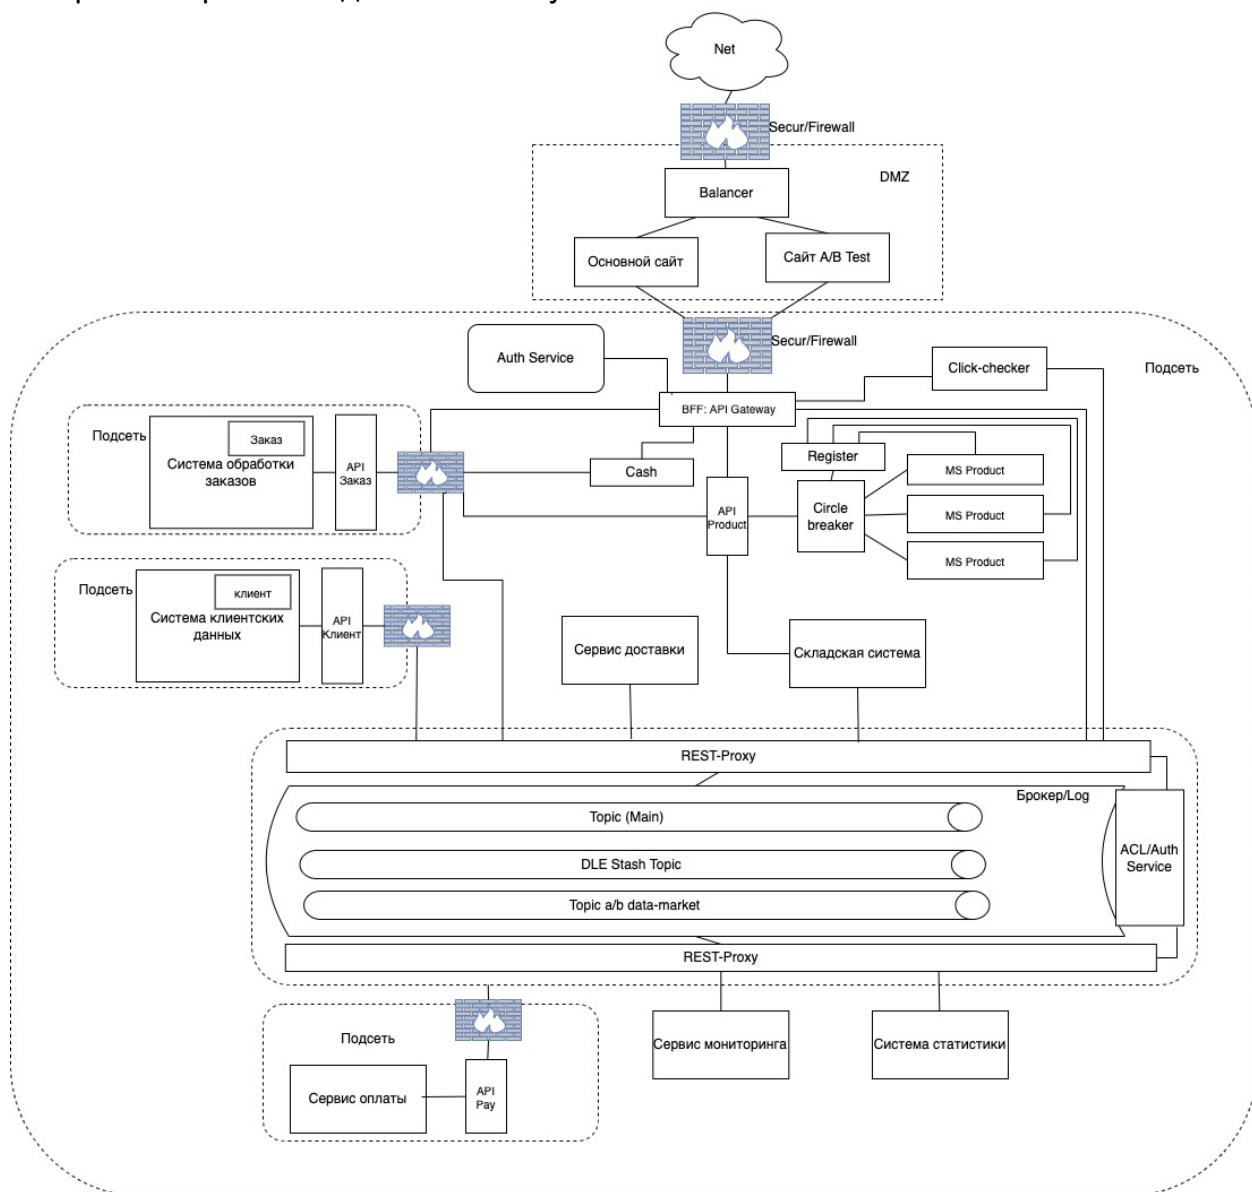 Net
Secur/Firewall
DMZ
Balancer
Основной сайт
Сайт A/B Test
Secur/Firewall
Auth Service
Click-checker
Подсеть
BFF: API Gateway
Подсеть
Заказ
Система обработки
заказов
API
Заказ
Cash
Register
MS Product
API
Product
Circle
breaker
MS Product
MS Product
Подсеть
клиент
Система клиентских
данных
API
Клиент
Сервис доставки
Складская система
REST-Proxy
Брокер/Log
Topic (Main)
ACL/Auth
Service
DLE Stash Topic
Topic a/b data-market
REST-Proxy
Подсеть
Сервис оплаты
API
Pay
Сервис мониторинга
Система статистики